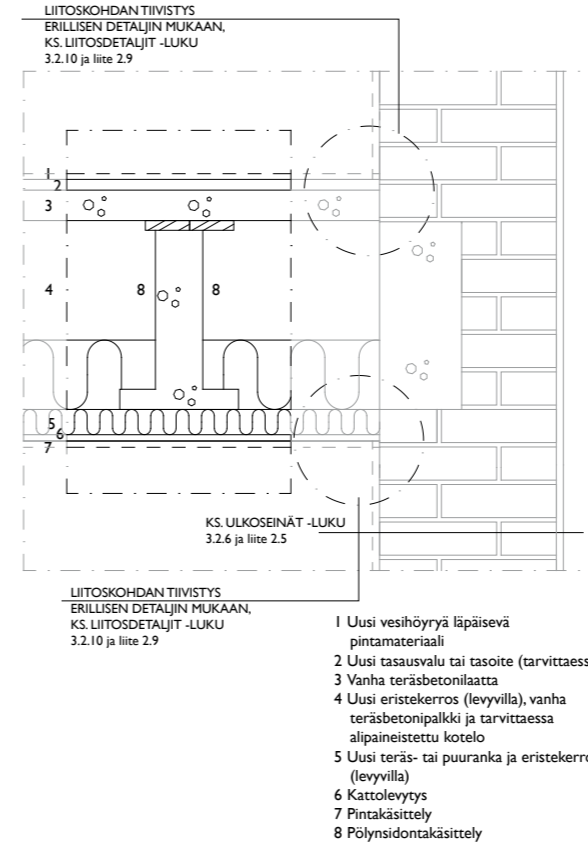 LIITOSKOHDAN TIIVISTYS
ERILLISEN DETALJIN MUKAAN,
KS. LIITOSDETALJIT -LUKU
3.2.10 ja liite 2.9
1
2
3
4
8
8
5
6
7
KS. ULKOSEINÄT -LUKU
3.2.6 ja liite 2.5
LIITOSKOHDAN TIIVISTYS
ERILLISEN DETALJIN MUKAAN,
KS. LIITOSDETALJIT -LUKU
3.2.10 ja liite 2.9
1 Uusi vesihöyryä läpäisevä
pintamateriaali
2 Uusi tasausvalu tai tasoite (tarvittaess
3 Vanha teräsbetonilaatta
4 Uusi eristekerros (levyvilla), vanha
teräsbetonipalkki ja tarvittaessa
alipaineistettu kotelo
5 Uusi teräs- tai puuranka ja eristekerro
(levyvilla)
6 Kattolevytys
7 Pintakäsittely
8 Pölynsidontakäsittely